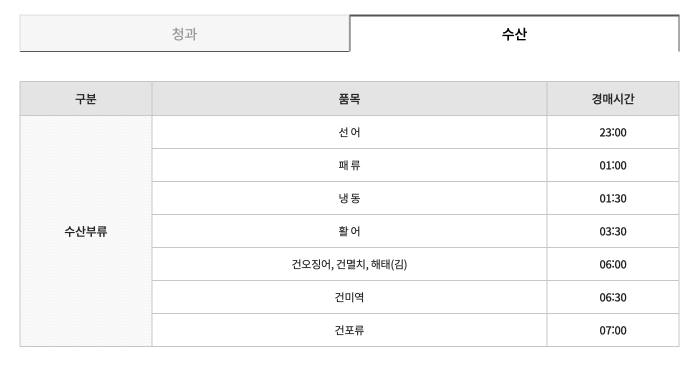 청과 수산
구분 품목 경매시간
선 어 23:00
패 류 01:00
냉 동 01:30
수산부류 활 어 03:30
건오징어, 건멸치, 해태(김) 06:00
건미역 06:30
건포류 07:00